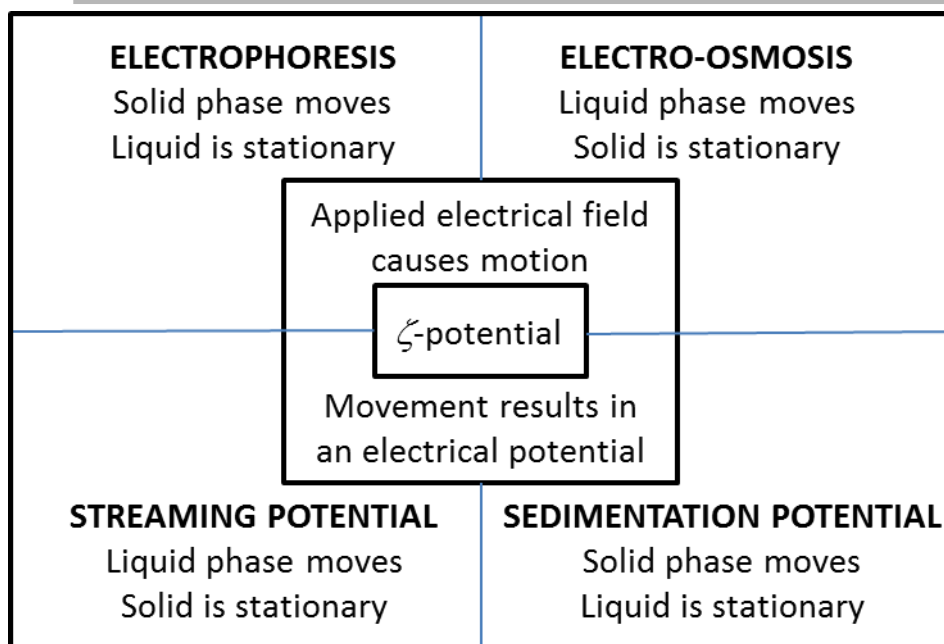 ELECTROPHORESIS
Solid phase moves
Liquid is stationary
ELECTRO-OSMOSIS
Liquid phase moves
Solid is stationary
Applied electrical field
causes motion
ζ-potential
Movement results in
an electrical potential
STREAMING POTENTIAL
Liquid phase moves
Solid is stationary
SEDIMENTATION POTENTIAL
Solid phase moves
Liquid is stationary